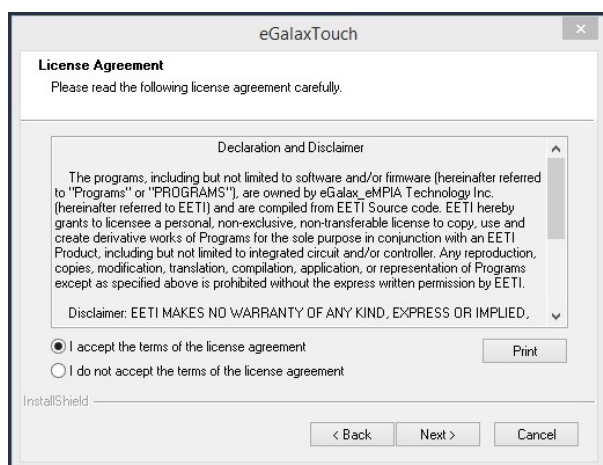 eGalaxTouch
License Agreement
Please read the following license agreement carefully.
Declaration and Disclaimer
The programs, including but not limited to software and/or firmware (hereinafter referred
to "Programs" or "PROGRAMS"), are owned by eGalax_eMPIA Technology Inc.
(hereinafter referred to EETI) and are compiled from EETI Source code. EETI hereby
grants to licensee a personal, non-exclusive, non-transferable license to copy, use and
create derivative works of Programs for the sole purpose in conjunction with an EETI
Product, including but not limited to integrated circuit and/or controller. Any reproduction,
copies, modification, translation, compilation, application, or representation of Programs
except as specified above is prohibited without the express written permission by EETI.
Disclaimer: EETI MAKES NO WARRANTY OF ANY KIND, EXPRESS OR IMPLIED,
I accept the terms of the license agreement
Print
I do not accept the terms of the license agreement
InstallShield
< Back
Next >
Cancel